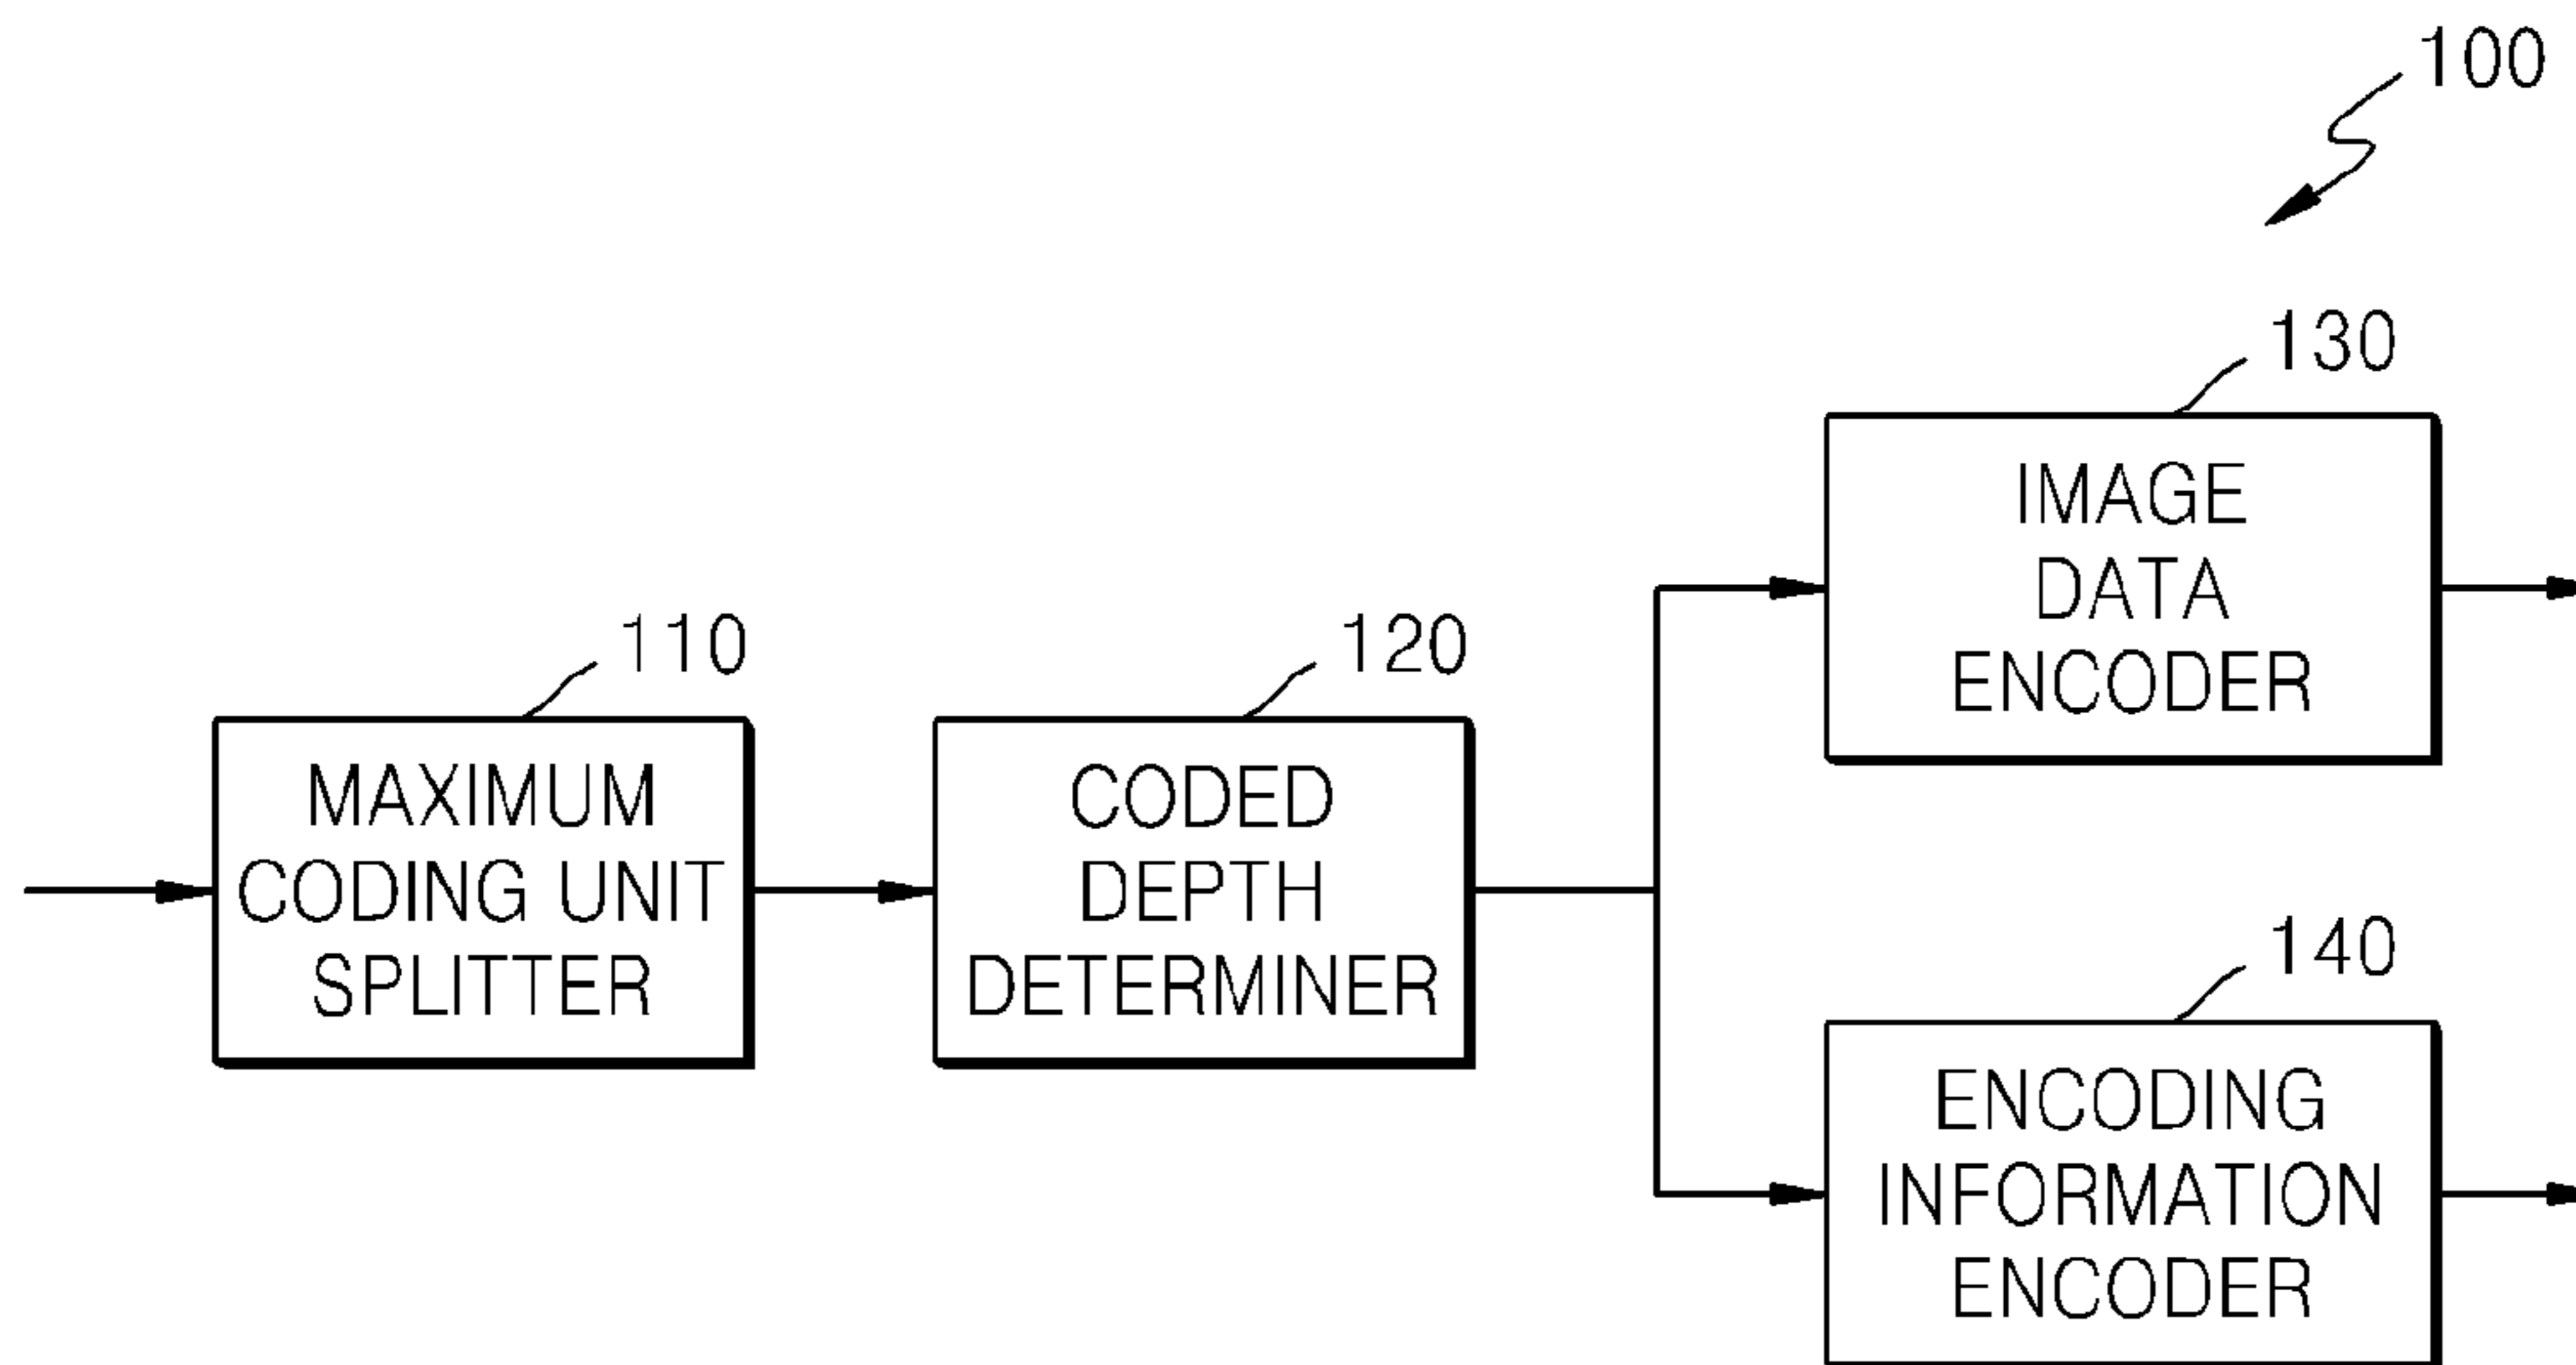 100
130
IMAGE
DATA
ENCODER
110
MAXIMUM
CODING UNIT
SPLITTER
120
CODED
DEPTH
DETERMINER
140
ENCODING
INFORMATION
ENCODER